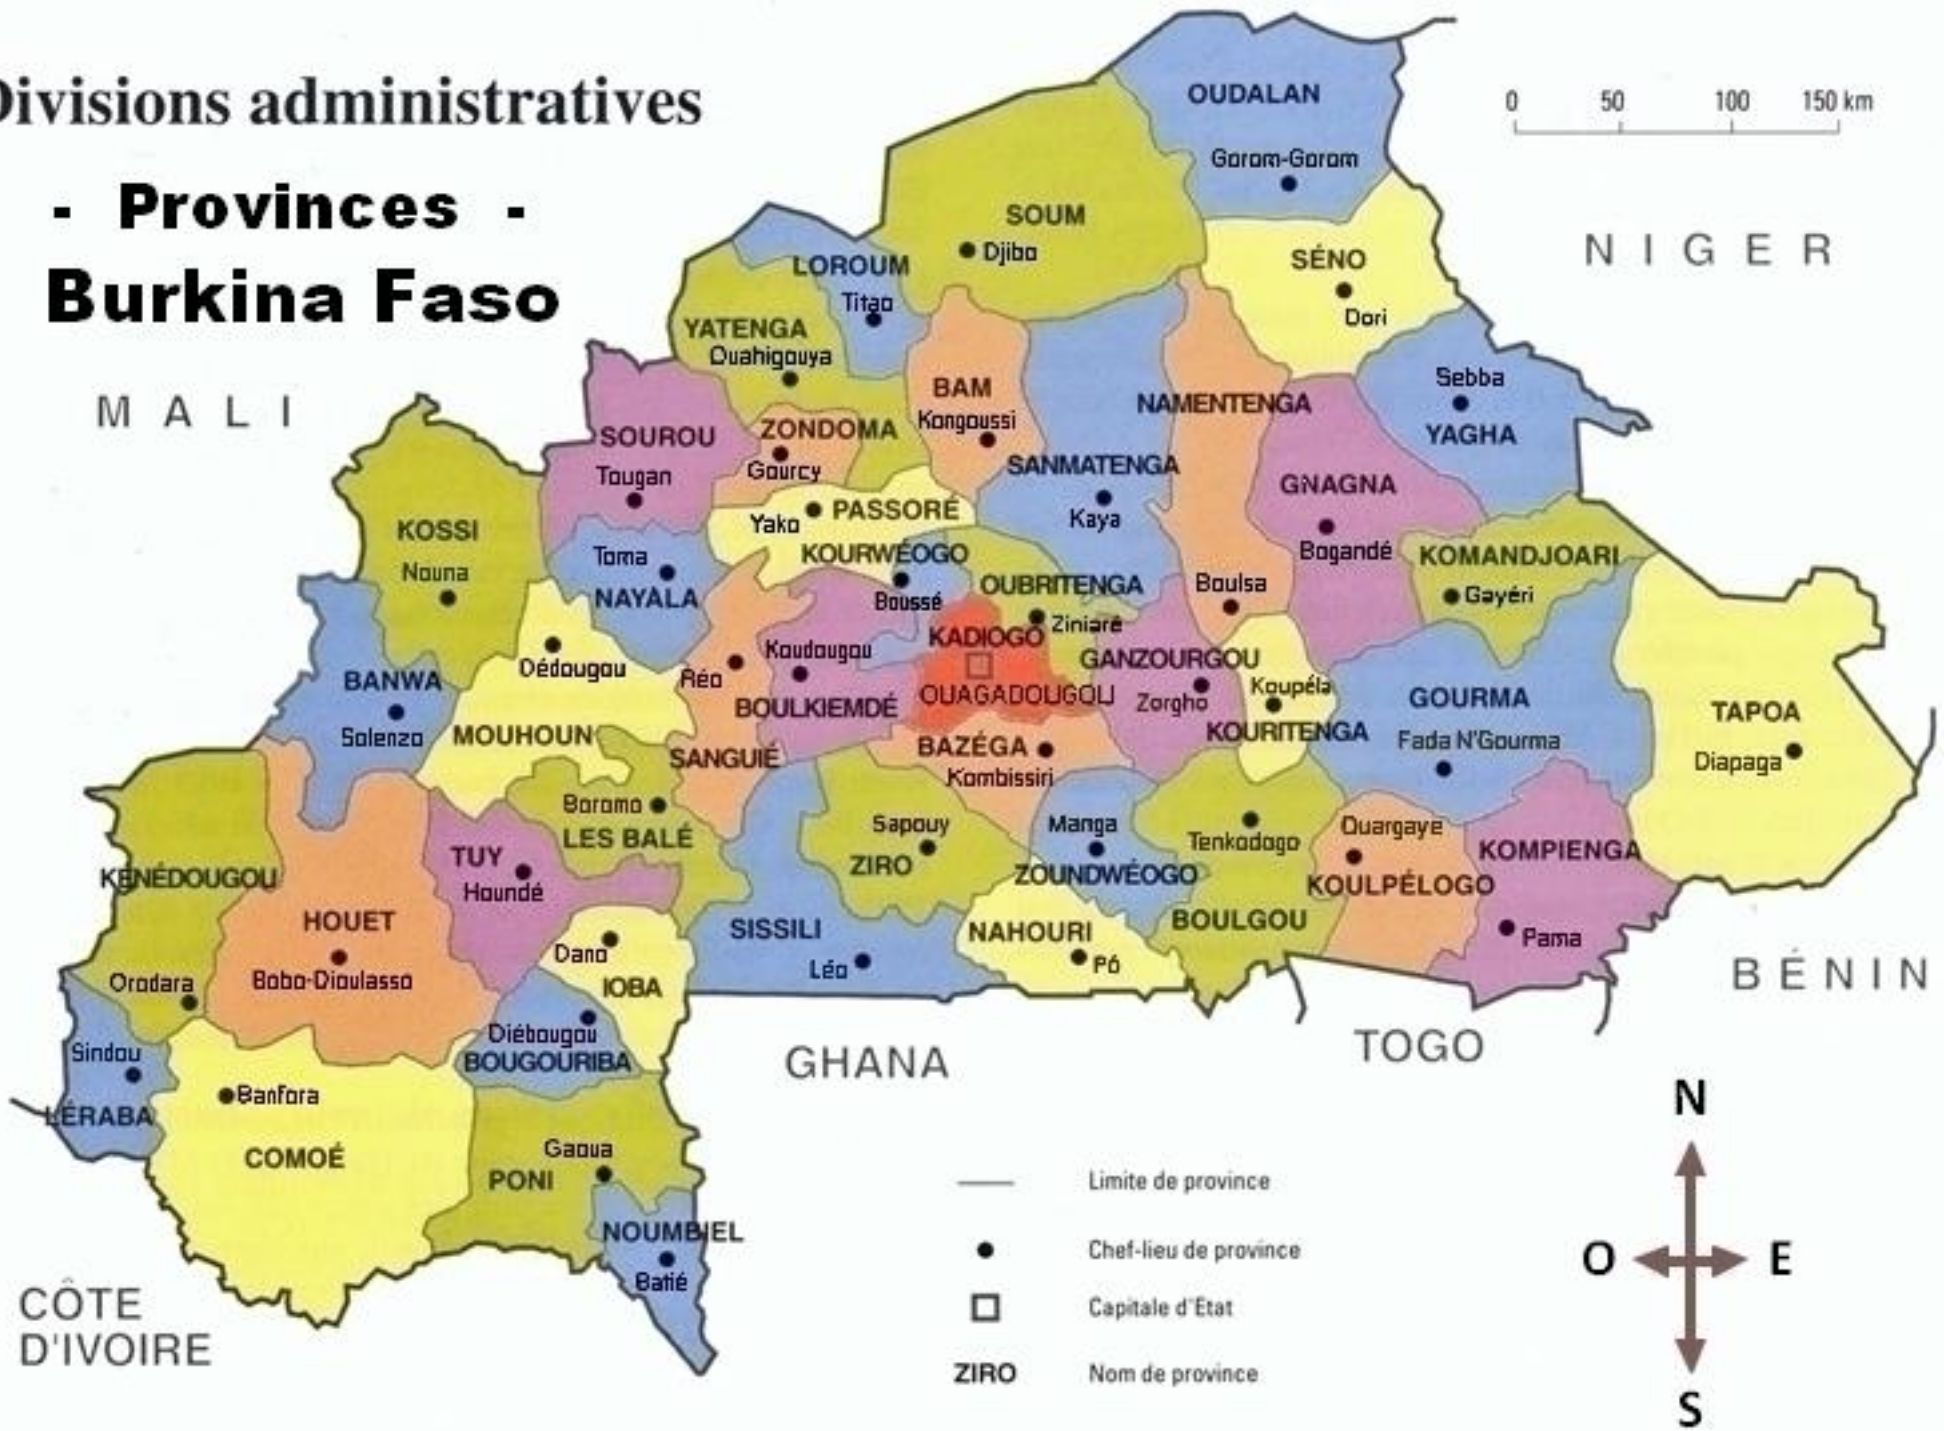 Divisions administratives
- Provinces -
Burkina Faso
0 50 100 150 km
OUDALAN
Gorom-Gorom
SOUM
Djibo
NIGER
SÉNO
Dori
LOROUM
Titao
YATENGA
Ouahigouya
MALI
BAM
Kongoussi
NAMENTENGA
Sebba
YAGHA
SOUROU
Tougan
ZONDOMA
Gourcy
SANMATENGA
Kaya
GNAGNA
Bogandé
KOSSI
Nouna
Yako
PASSORÉ
KOURWÉOGO
Boussé
Toma
NAYALA
OUBRITENGA
Ziniaré
Boulsa
KOMANDJOARI
Gayéri
KADIOGO
OUAGADOUGOU
Koudougou
BOULKIEMDÉ
Dédougou
MOUHOUN
Réo
SANGUIÉ
BANWA
Solenzo
GANZOURGOU
Zorgho
Koupéla
KOURITENGA
GOURMA
Fada N'Gourma
TAPOA
Diapaga
BAZÉGA
Kombissiri
Boromo
LES BALÉ
Sapouy
ZIRO
Manga
ZOUNDWÉOGO
Tenkodogo
BOULGOU
Ouargaye
KOULPÉLOGO
KOMPIENGA
Pama
KENÉDOUGOU
Orodara
TUY
Houndé
HOUET
Bobo-Dioulasso
SISSILI
Léo
NAHOURI
Pô
Dano
IOBA
BÉNIN
Diébougou
BOUGOURIBA
TOGO
GHANA
Sindou
LÉRABA
Banfora
COMOÉ
Gaoua
PONI
NOUMBIEL
Batié
CÔTE
D'IVOIRE
Limite de province
Chef-lieu de province
Capitale d'Etat
ZIRO Nom de province
N
O E
S